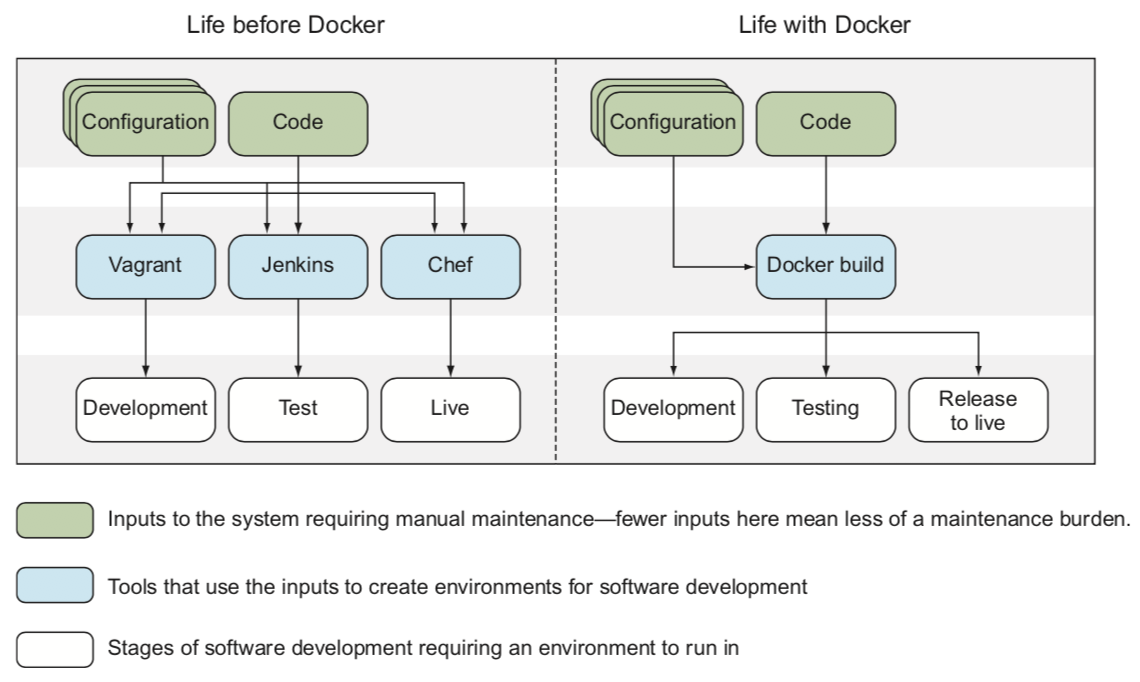 Life before Docker
Life with Docker
Configuration
Code
Configuration
Code
Vagrant
Jenkins
Chef
Docker build
Development
Test
Live
Development
Testing
Release
to live
Inputs to the system requiring manual maintenance—fewer inputs here mean less of a maintenance burden.
Tools that use the inputs to create environments for software development
Stages of software development requiring an environment to run in